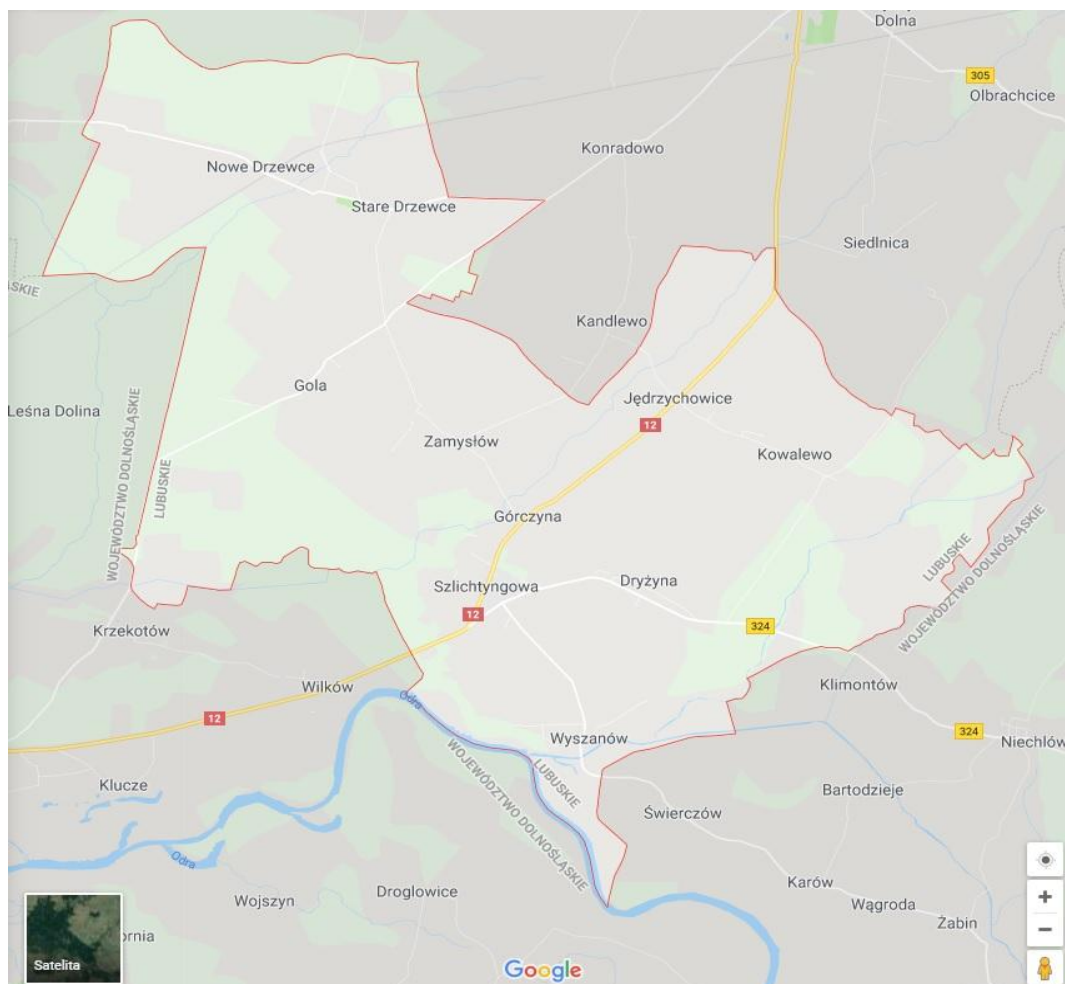 Dolna
305
Olbrachcice
Konradowo
Nowe Drzewce
Stare Drzewce
Siedlnica
SKIE
Kandlewo
Gola
Jędrzychowice
Leśna Dolina
12
Zamysłów
Kowalewo
WOJEWÓDZTWO DOLNOŚLĄSKIE
LUBUSKIE
Górczyna
LUBUSKIE
WOJEWÓDZTWO DOLNOŚLĄSKIE
Szlichtyngowa
Dryżyna
12
324
Krzekotów
Wilków
Klimontów
Odra
12
324
Wyszanów
Niechlów
LUBUSKIE
WOJEWÓDZTWO DOLNOŚLĄSKIE
Klucze
Bartodzieje
Świerczów
Odra
Droglowice
Karów
Wojszyn
Wągroda
Żabin
ornia
Satelita
Google